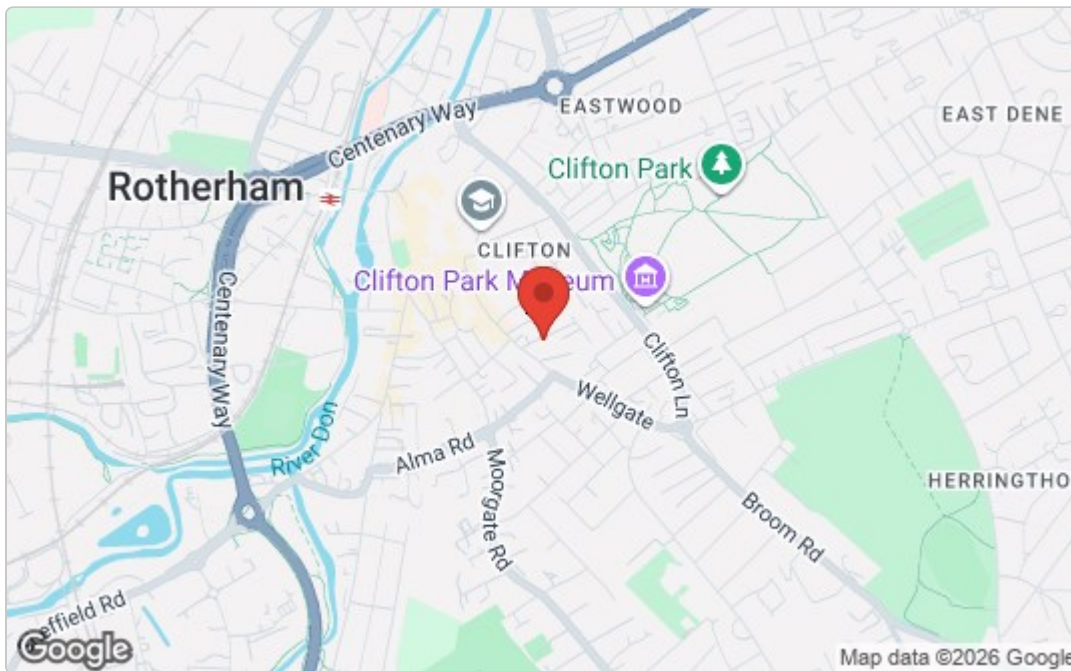 EASTWOOD
EAST DENE
Centenary Way
Clifton Park
Rotherham
CLIFTON
Clifton Park Museum
Centenary Way
Clifton Ln
Wellgate
River Don
Alma Rd
Moorgate Rd
HERRINGTHO
Broom Rd
effield Rd
Google
Map data ©2026 Google